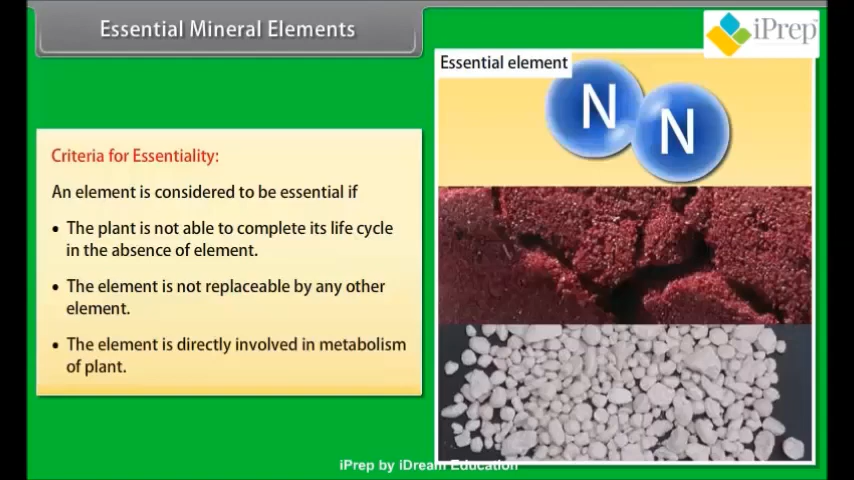 Essential Mineral Elements
iPrep
Essential element
N
N
Criteria for Essentiality:
An element is considered to be essential if
• The plant is not able to complete its life cycle
in the absence of element.
• The element is not replaceable by any other
element.
• The element is directly involved in metabolism
of plant.
iPrep by iDream Education